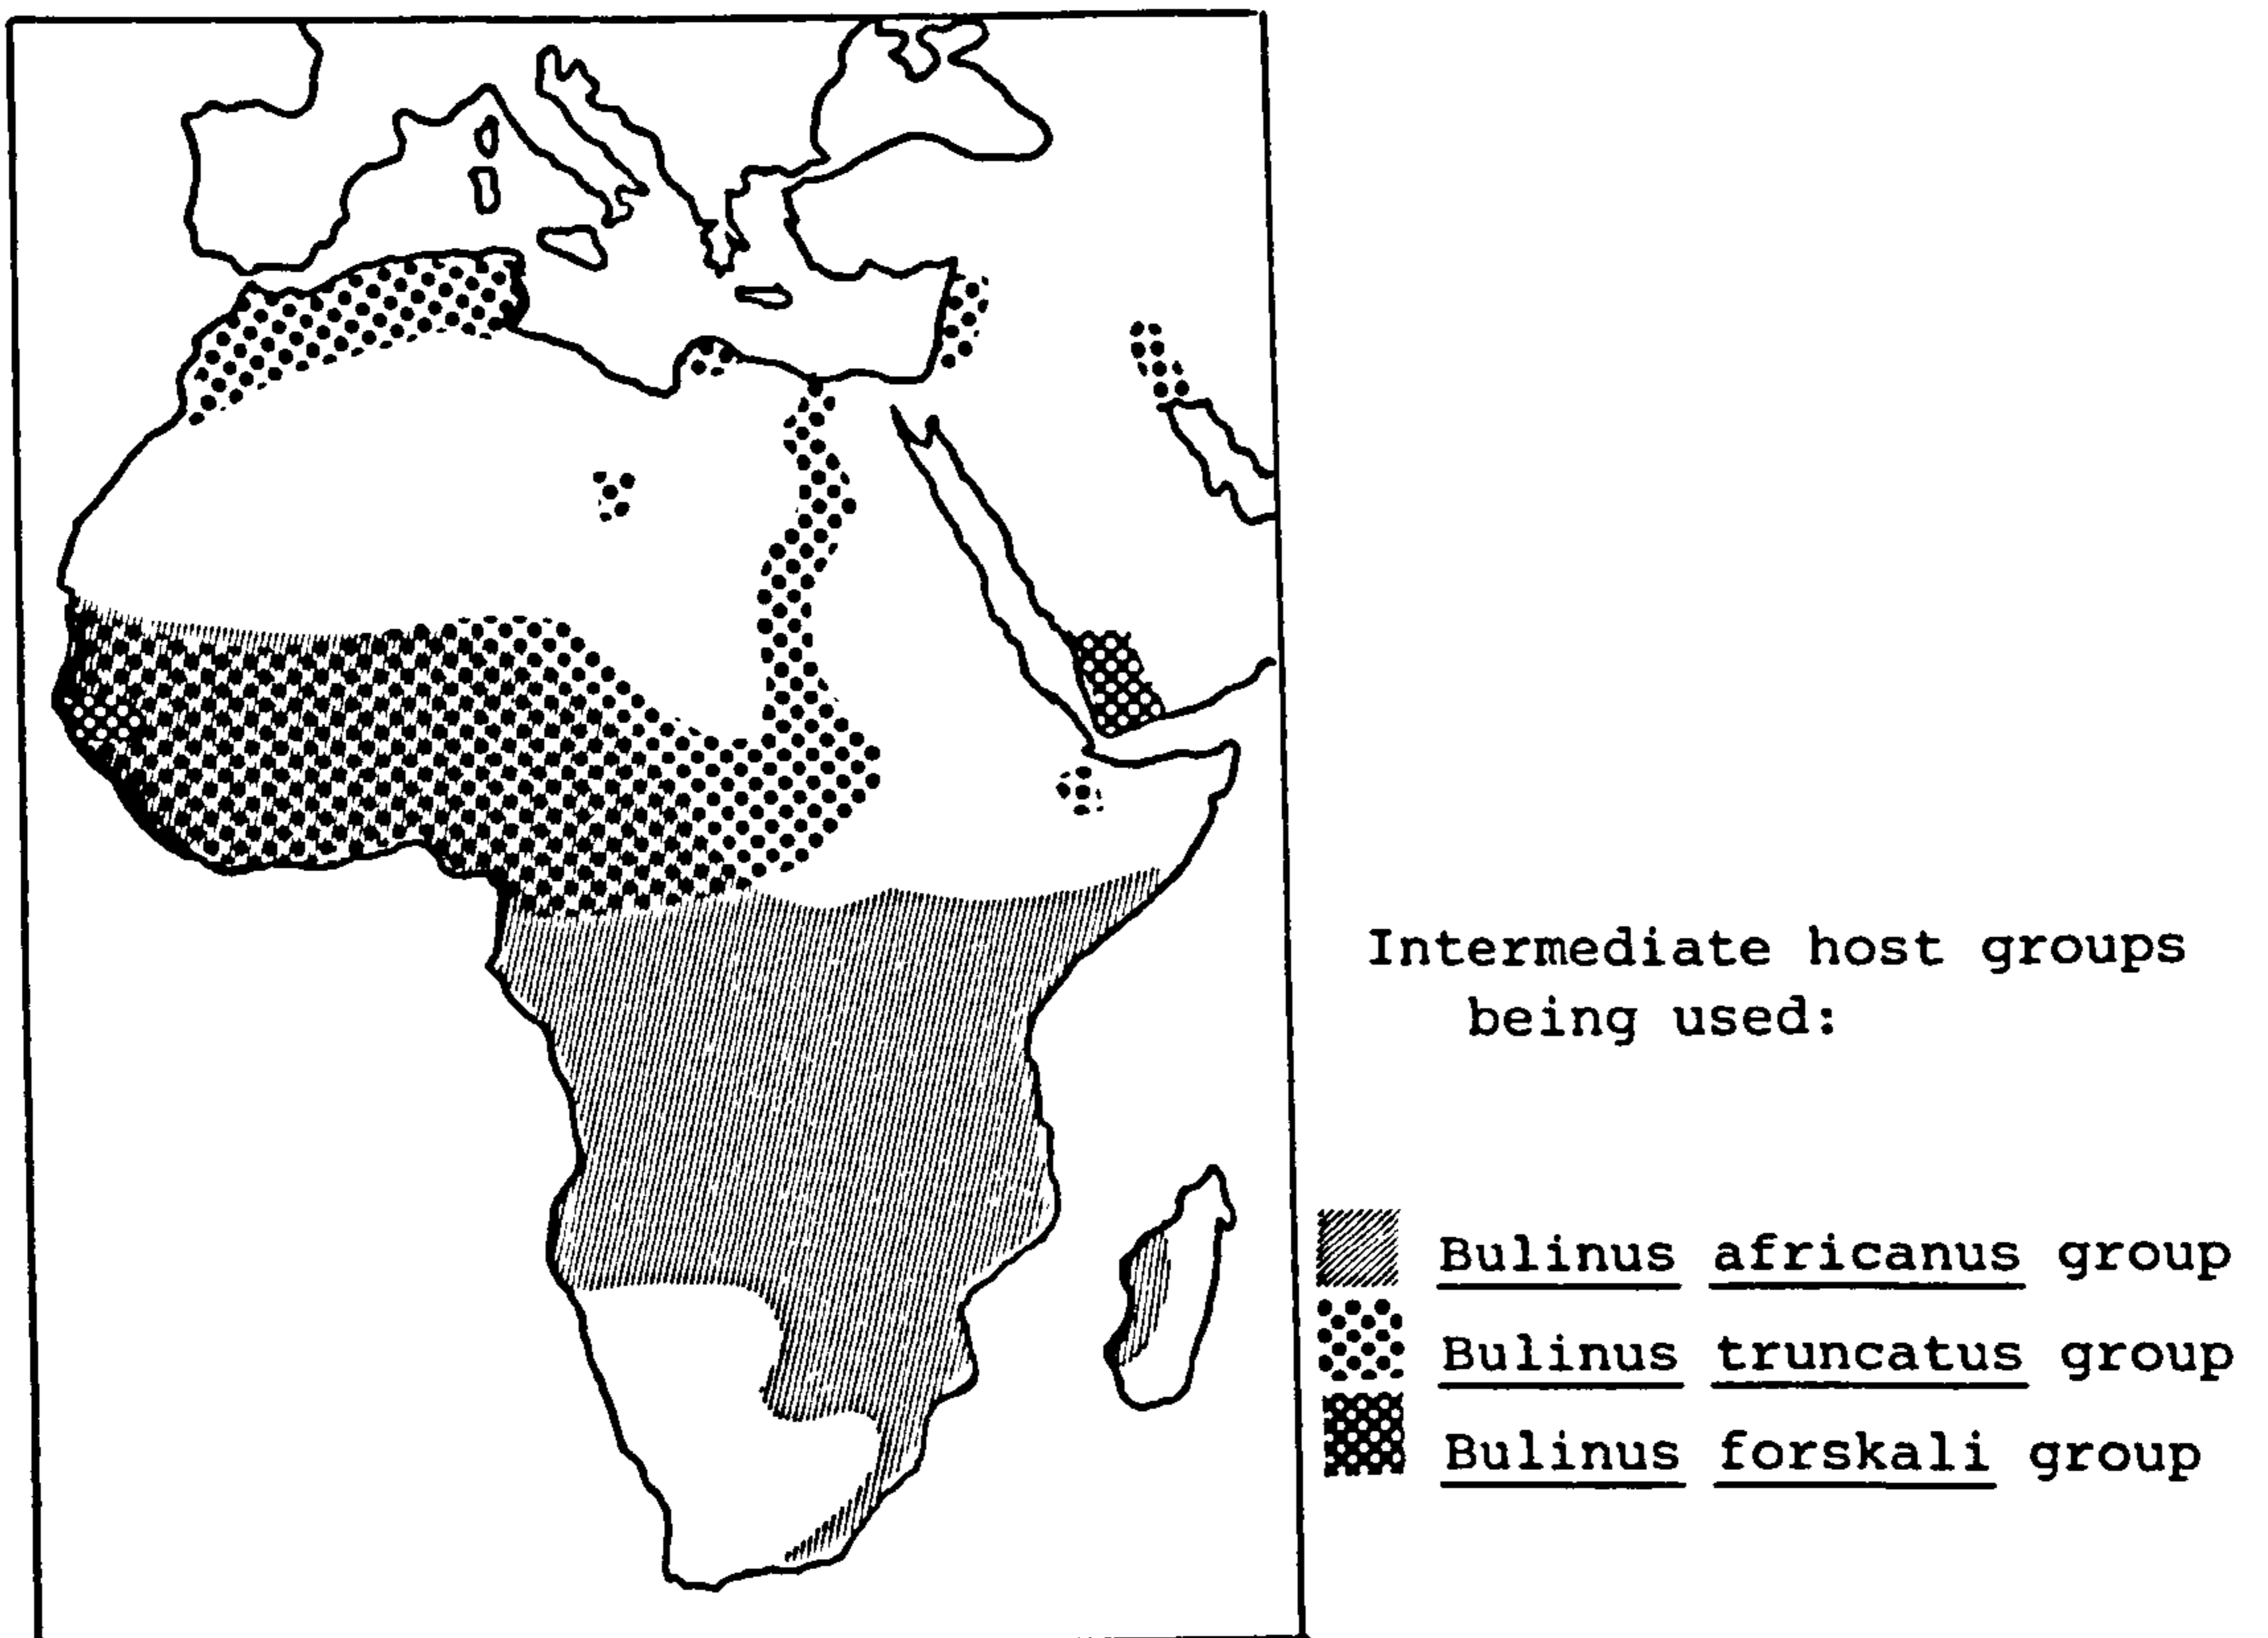 Intermediate host groups
being used:
Bulinus africanus group
Bulinus truncatus group
Bulinus forskali group